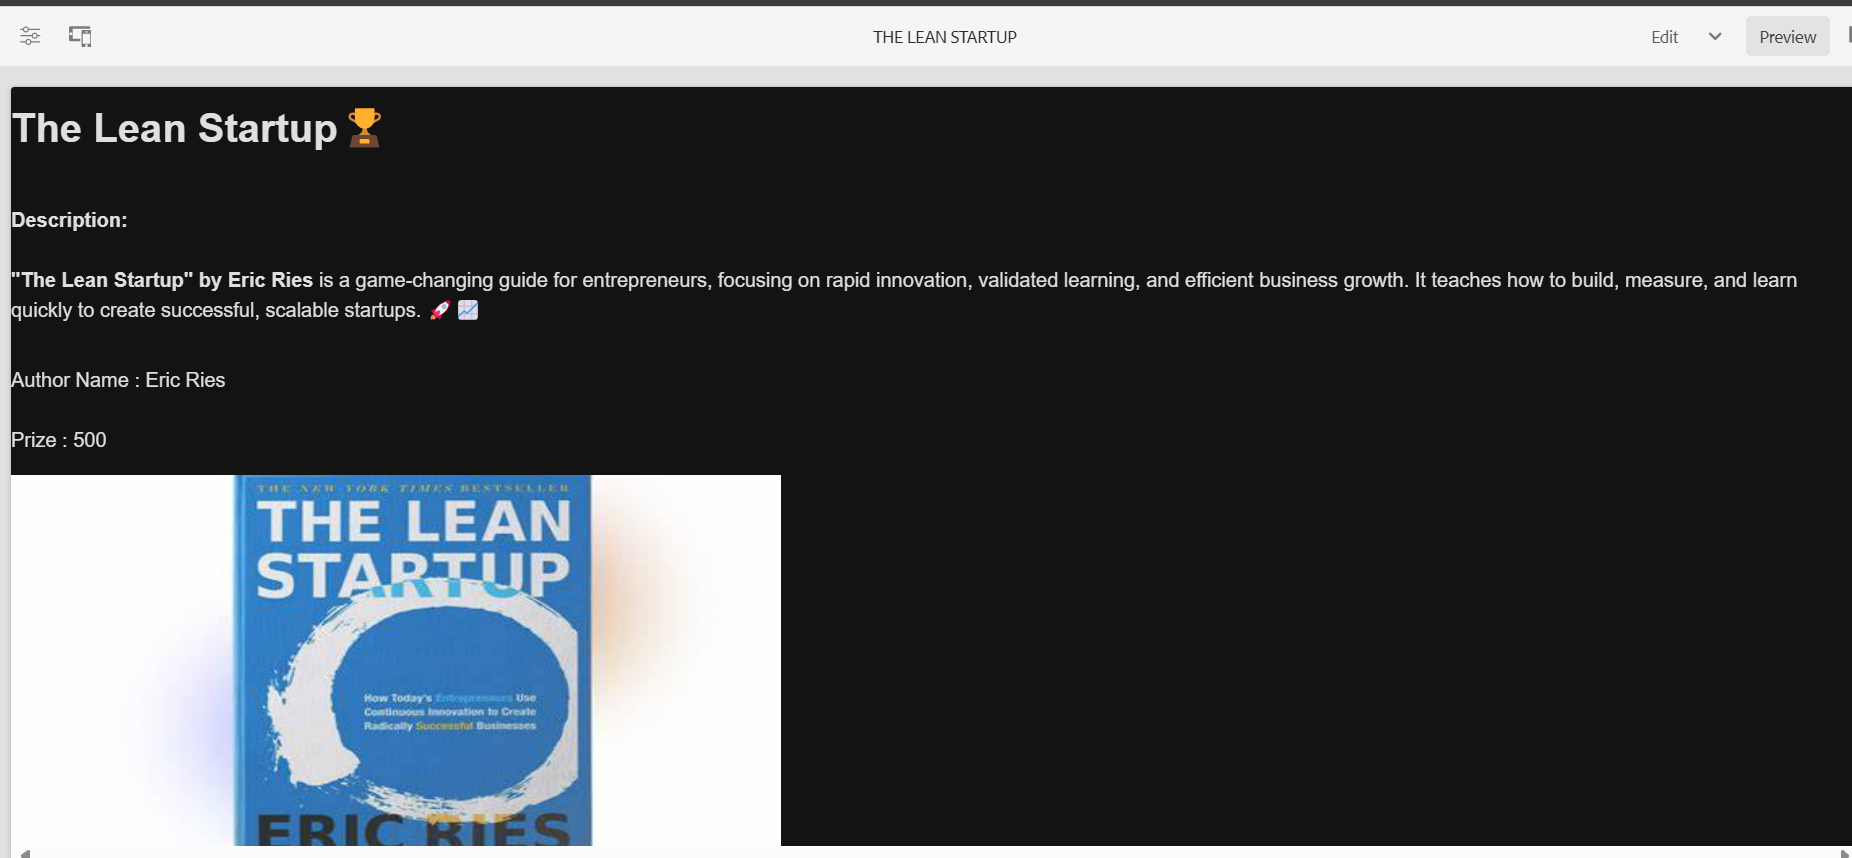 THE LEAN STARTUP
Edit
Preview
The Lean Startup 🏆
Description:
"The Lean Startup" by Eric Ries is a game-changing guide for entrepreneurs, focusing on rapid innovation, validated learning, and efficient business growth. It teaches how to build, measure, and learn
quickly to create successful, scalable startups. 🚀 📈
Author Name : Eric Ries
Prize : 500
THE NEW YORK TIMES BESTSELLER
THE LEAN
STARTUP
How Today's Entrepreneurs Use
Continuous Innovation to Create
Radically Successful Businesses
ERIC RIES